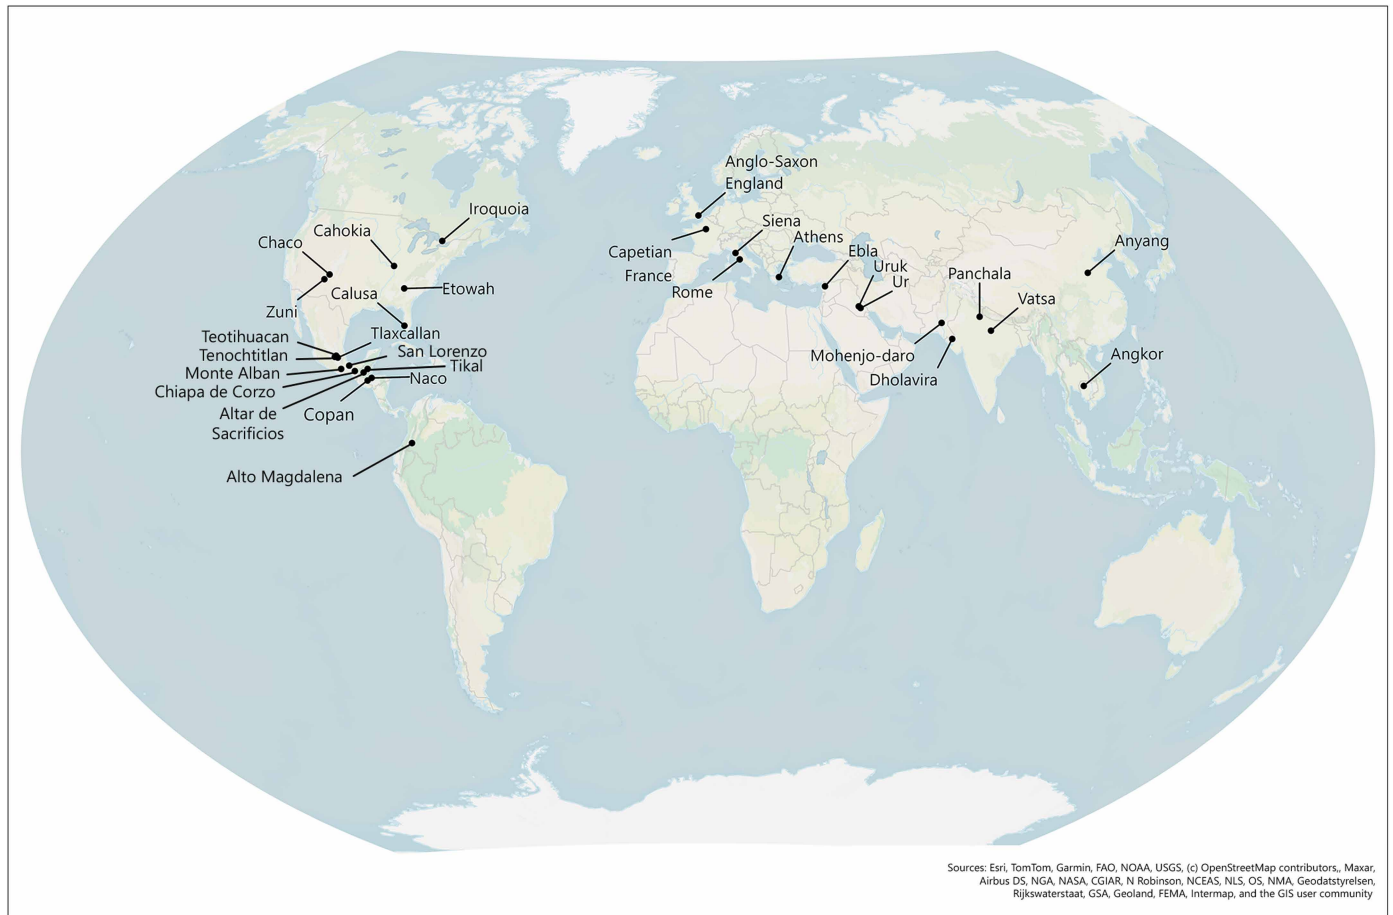 Anglo-Saxon
England
Iroquoia
Siena
Cahokia
Athens
Chaco
Capetian
France
Ebla
Anyang
Uruk
Ur
Panchala
Calusa
Etowah
Rome
Vatsa
Zuni
Teotihuacan
Tlaxcallan
Tenochtitlan
San Lorenzo
Mohenjo-daro
Angkor
Monte Alban
Tikal
Naco
Dholavira
Chiapa de Corzo
Altar de
Sacrificios
Copan
Alto Magdalena
Sources: Esri, TomTom, Garmin, FAO, NOAA, USGS, (c) OpenStreetMap contributors,, Maxar,
Airbus DS, NGA, NASA, CGIAR, N Robinson, NCEAS, NLS, OS, NMA, Geodatstyrelsen,
Rijkswaterstaat, GSA, Geoland, FEMA, Intermap, and the GIS user community